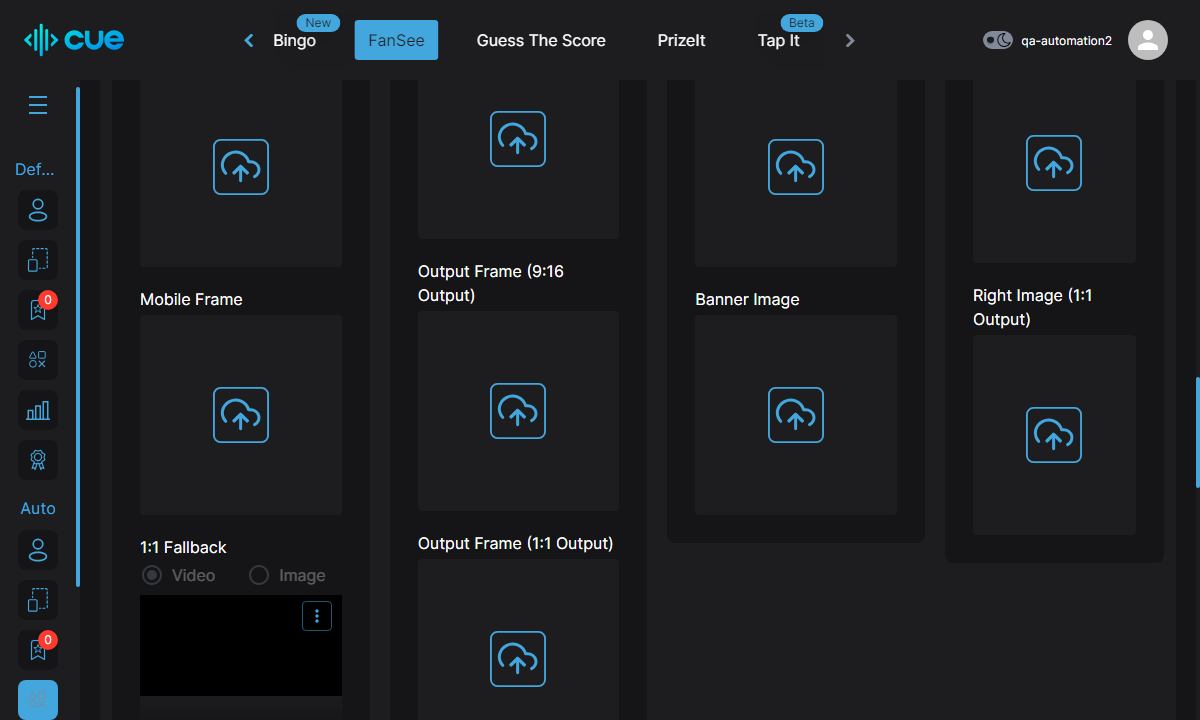 cue
New
Bingo
FanSee
Guess The Score
PrizeIt
Beta
Tap It
qa-automation2
Def...
0
Auto
0
Mobile Frame
1:1 Fallback
Video
Image
Output Frame (9:16
Output)
Output Frame (1:1 Output)
Banner Image
Right Image (1:1
Output)